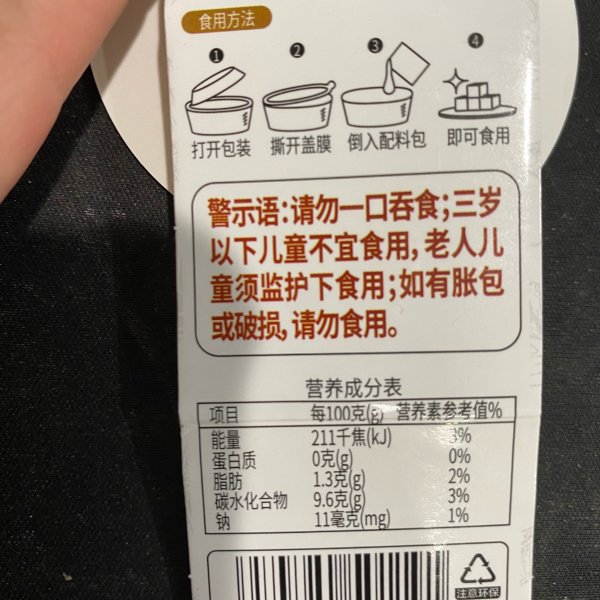 食用方法
1 2 3 4
打开包装 撕开盖膜 倒入配料包 即可食用
警示语:请勿一口吞食;三岁
以下儿童不宜食用,老人儿
童须监护下食用;如有胀包
或破损,请勿食用。
营养成分表
项目 每100克(g) 营养素参考值%
能量 211千焦(kJ) %
蛋白质 0克(g) 0%
脂肪 1.3克(g) 2%
碳水化合物 9.6克(g) 3%
钠 11毫克(mg) 1%
注意环保